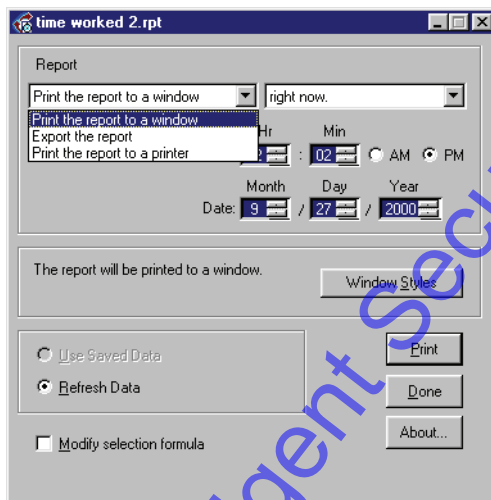 time worked 2.rpt
Report
Print the report to a window
right now.
Print the report to a window
Export the report
Print the report to a printer
Hr Min
2 : 02 AM PM
Month Day Year
Date: 9 / 27 / 2000
The report will be printed to a window.
Window Styles
Use Saved Data
Refresh Data
Print
Done
About...
Modify selection formula
igent Secu